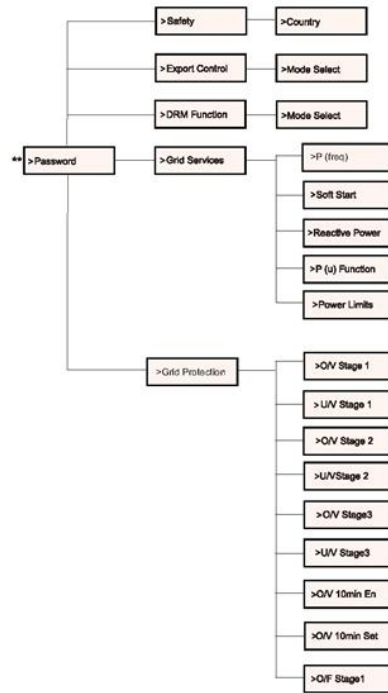 >Safety
>Country
>Export Control
>Mode Select
>DRM Function
>Mode Select
** >Password
>Grid Services
>P (freq)
>Soft Start
>Reactive Power
>P (u) Function
>Power Limits
>Grid Protection
>O/V Stage 1
>U/V Stage 1
>O/V Stage 2
>U/VStage 2
>O/V Stage3
>U/V Stage3
>O/V 10min En
>O/V 10min Set
>O/F Stage1